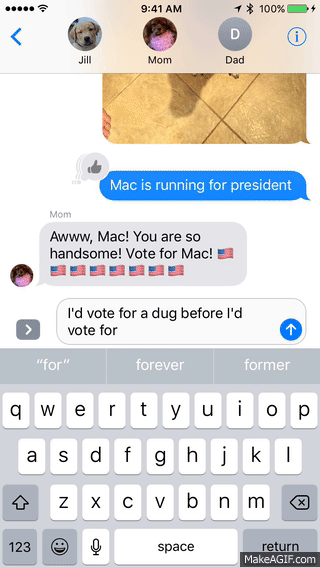 9:41 AM 100%
D
Jill Mom Dad
Mac is running for president
Mom
Awww, Mac! You are so
handsome! Vote for Mac! 🇺🇸
🇺🇸🇺🇸🇺🇸🇺🇸🇺🇸🇺🇸🇺🇸
I'd vote for a dug before I'd
vote for
"for" forever former
q w e r t y u i o p
a s d f g h j k l
z x c v b n m
123 space return
MakeAGIF.com